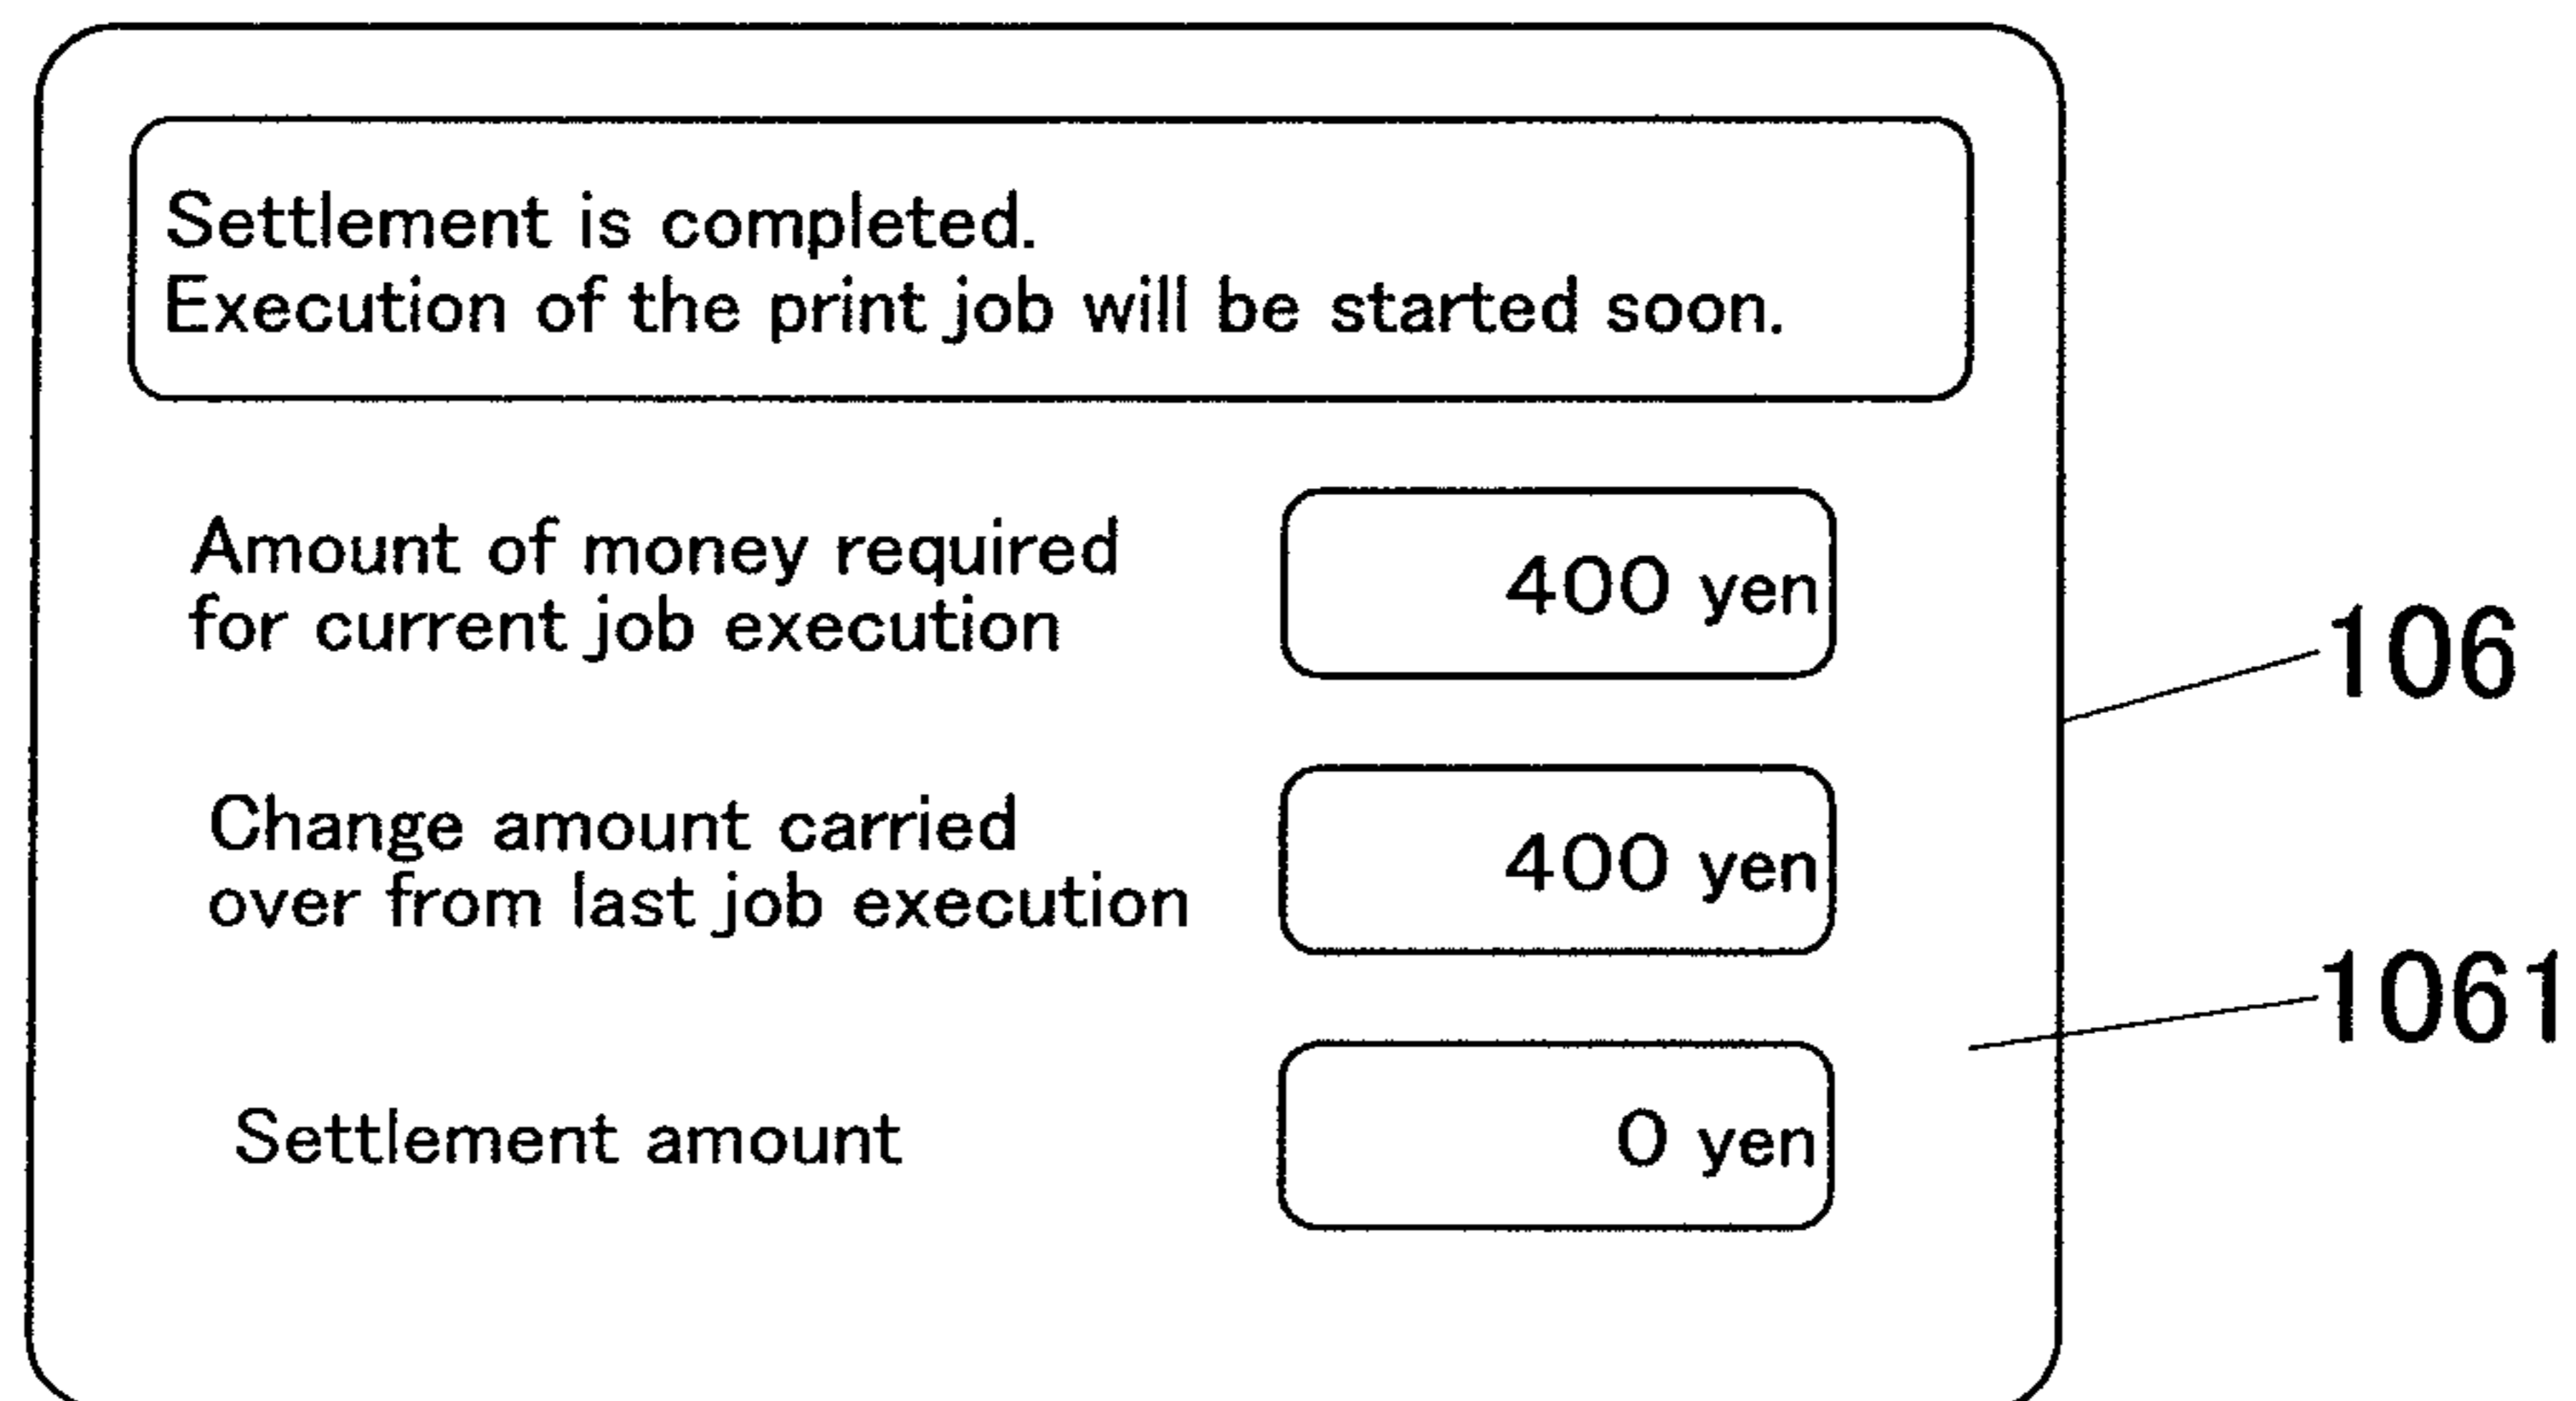 Settlement is completed.
Execution of the print job will be started soon.
Amount of money required
for current job execution
400 yen
Change amount carried
over from last job execution
400 yen
Settlement amount
0 yen
106
1061